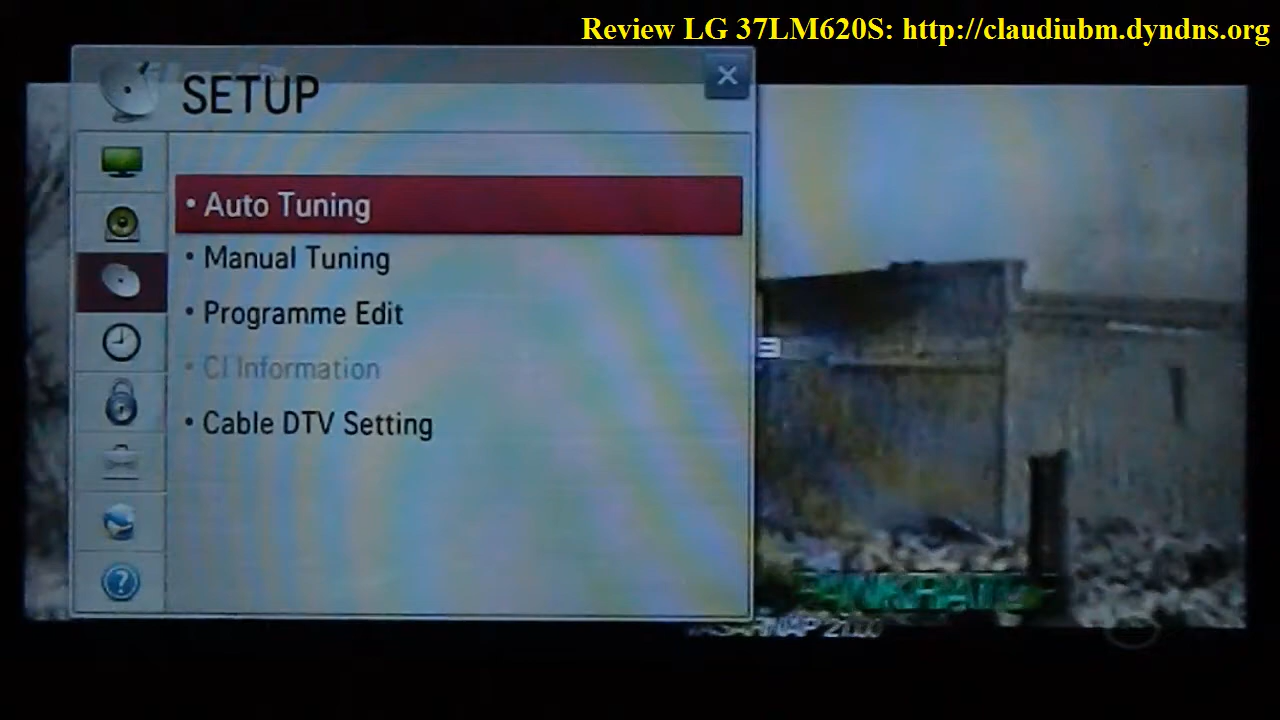 Review LG 37LM620S: http://claudiubm.dyndns.org
SETUP
• Auto Tuning
• Manual Tuning
• Programme Edit
• CI Information
• Cable DTV Setting